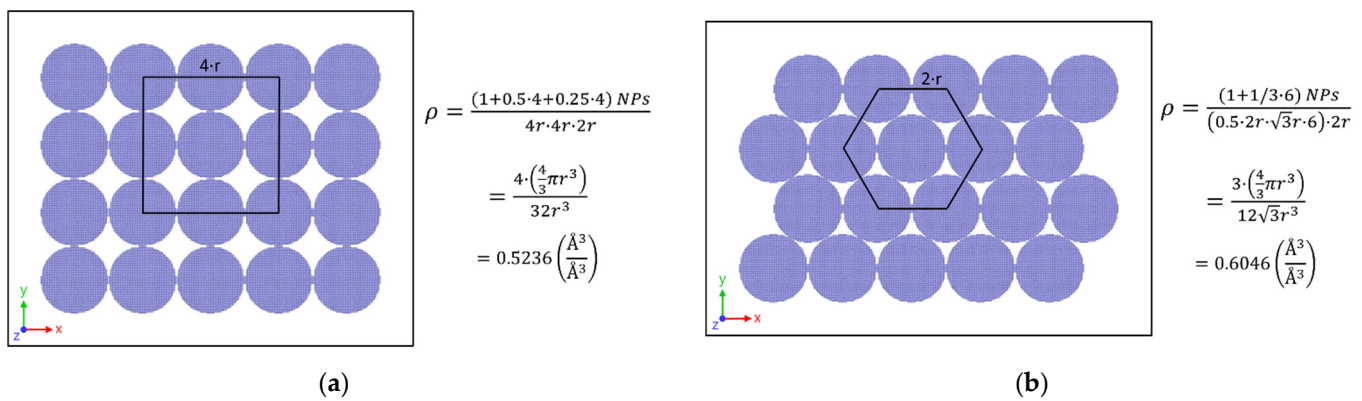 4·r
ρ = (1+0.5·4+0.25·4) NPs / 4r·4r·2r
= 4·(4/3 πr³) / 32r³
= 0.5236 (Å³/Å³)
y
z x
(a)
2·r
ρ = (1+1/3·6) NPs / (0.5·2r·√3r·6)·2r
= 3·(4/3 πr³) / 12√3r³
= 0.6046 (Å³/Å³)
y
z x
(b)